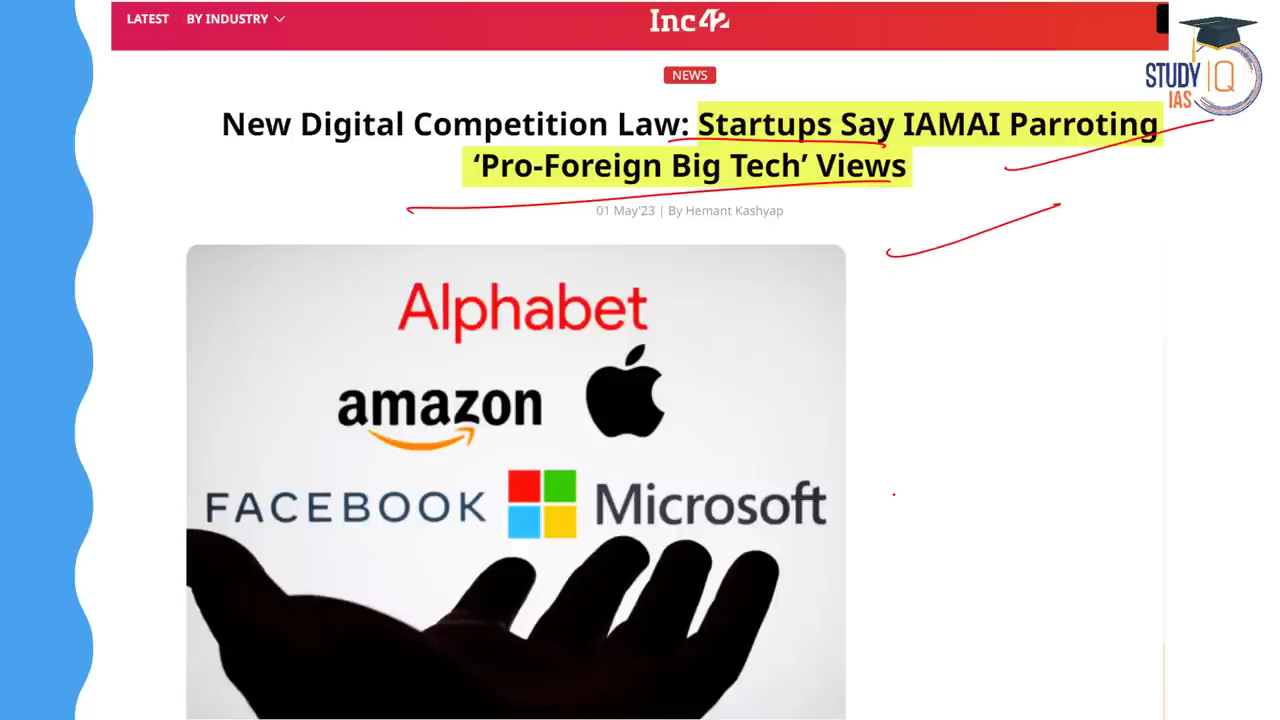 LATEST BY INDUSTRY
Inc42
STUDY IQ
IAS
NEWS
New Digital Competition Law: Startups Say IAMAI Parroting
‘Pro-Foreign Big Tech’ Views
01 May'23 | By Hemant Kashyap
Alphabet
amazon
FACEBOOK Microsoft